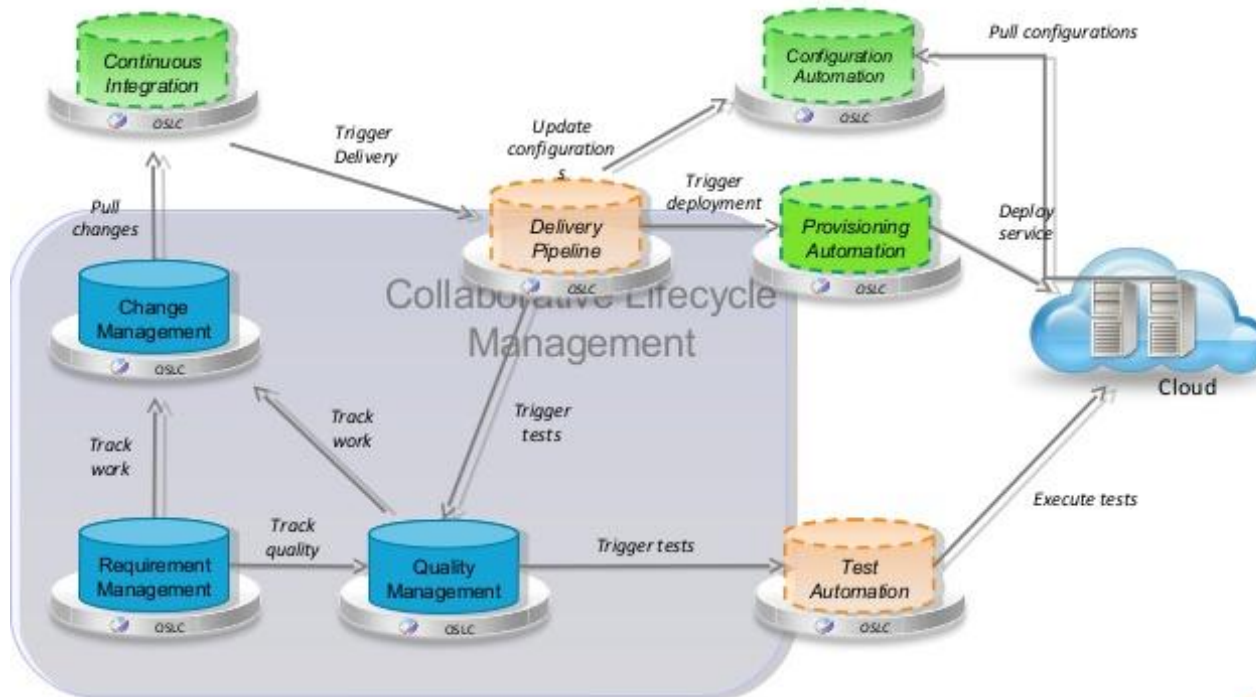 Continuous
Integration
OSLC
Configuration
Automation
OSLC
Pull configurations
Trigger
Delivery
Update
configuration
s
Pull
changes
Delivery
Pipeline
OSLC
Trigger
deployment
Provisioning
Automation
OSLC
Deploy
service
Collaborative Lifecycle
Management
Change
Management
OSLC
Cloud
Track
work
Track
work
Trigger
tests
Requirement
Management
OSLC
Track
quality
Quality
Management
OSLC
Trigger tests
Test
Automation
OSLC
Execute tests